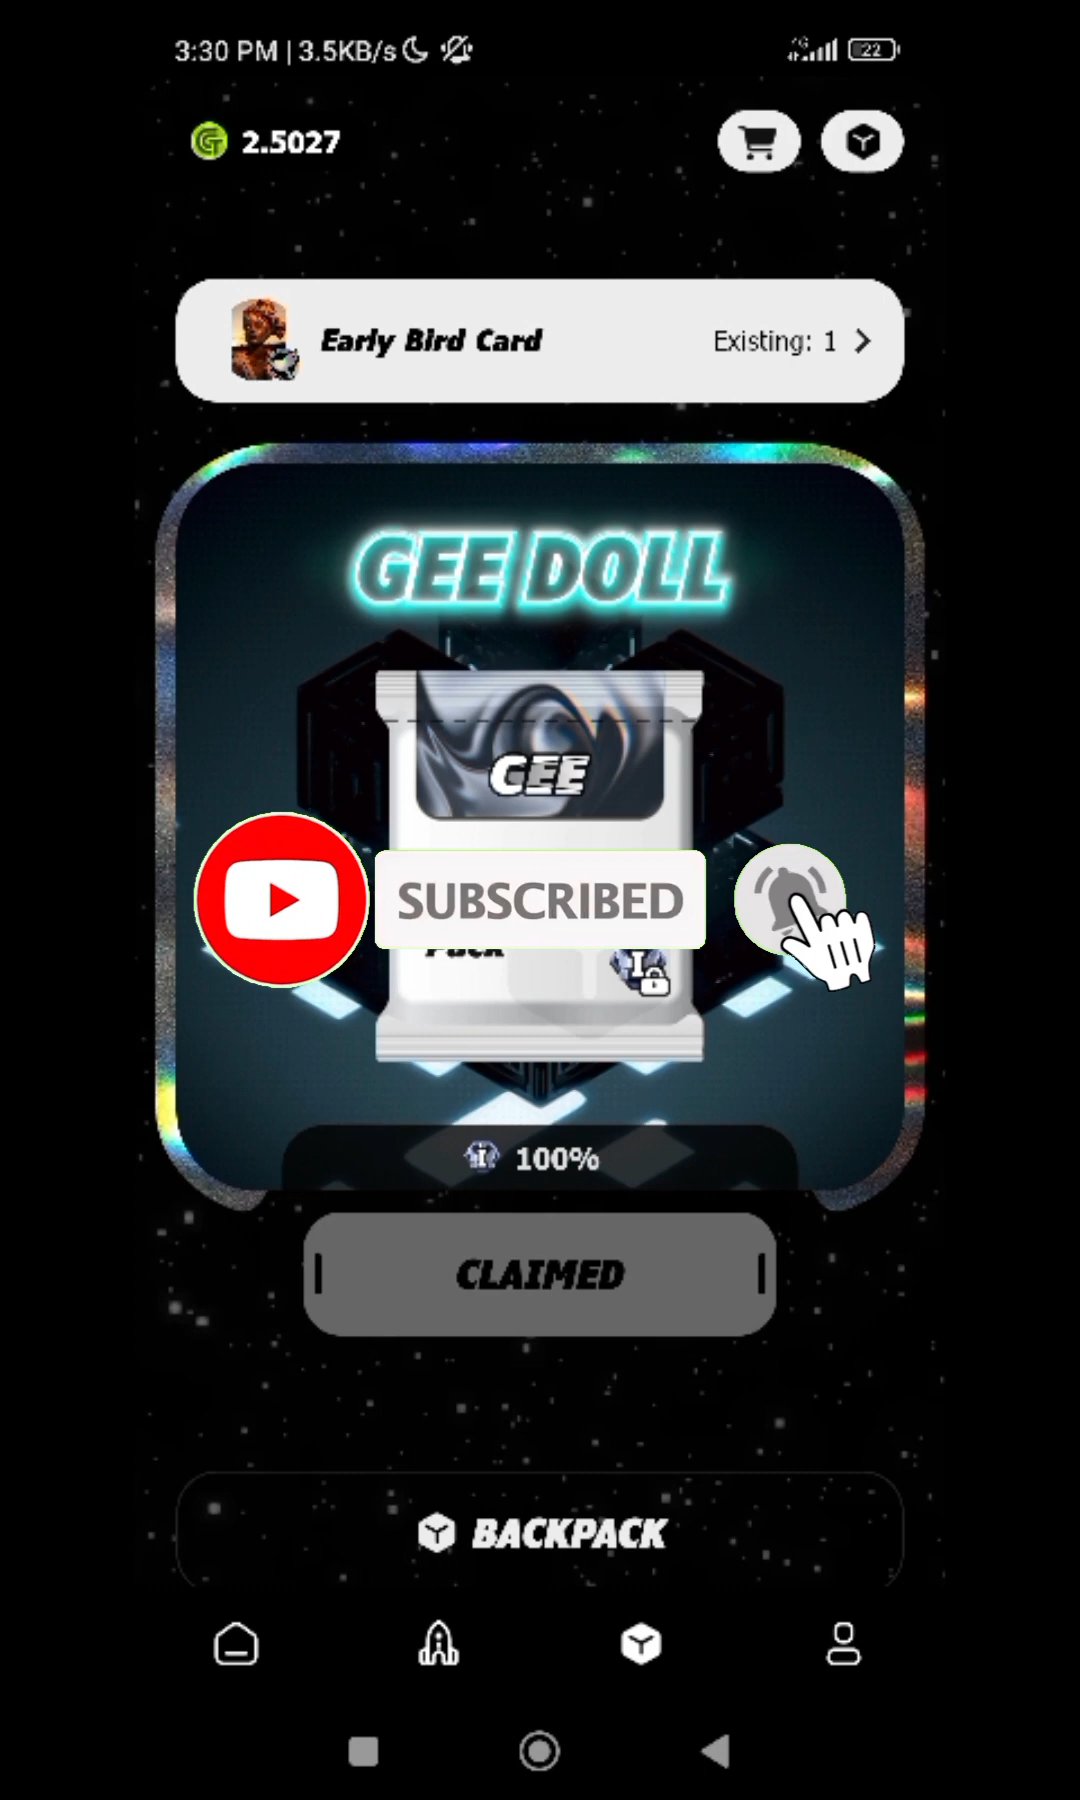 3:30 PM | 3.5KB/s
22
2.5027
Early Bird Card
Existing: 1
GEE DOLL
GEE
SUBSCRIBED
Pack
100%
CLAIMED
BACKPACK